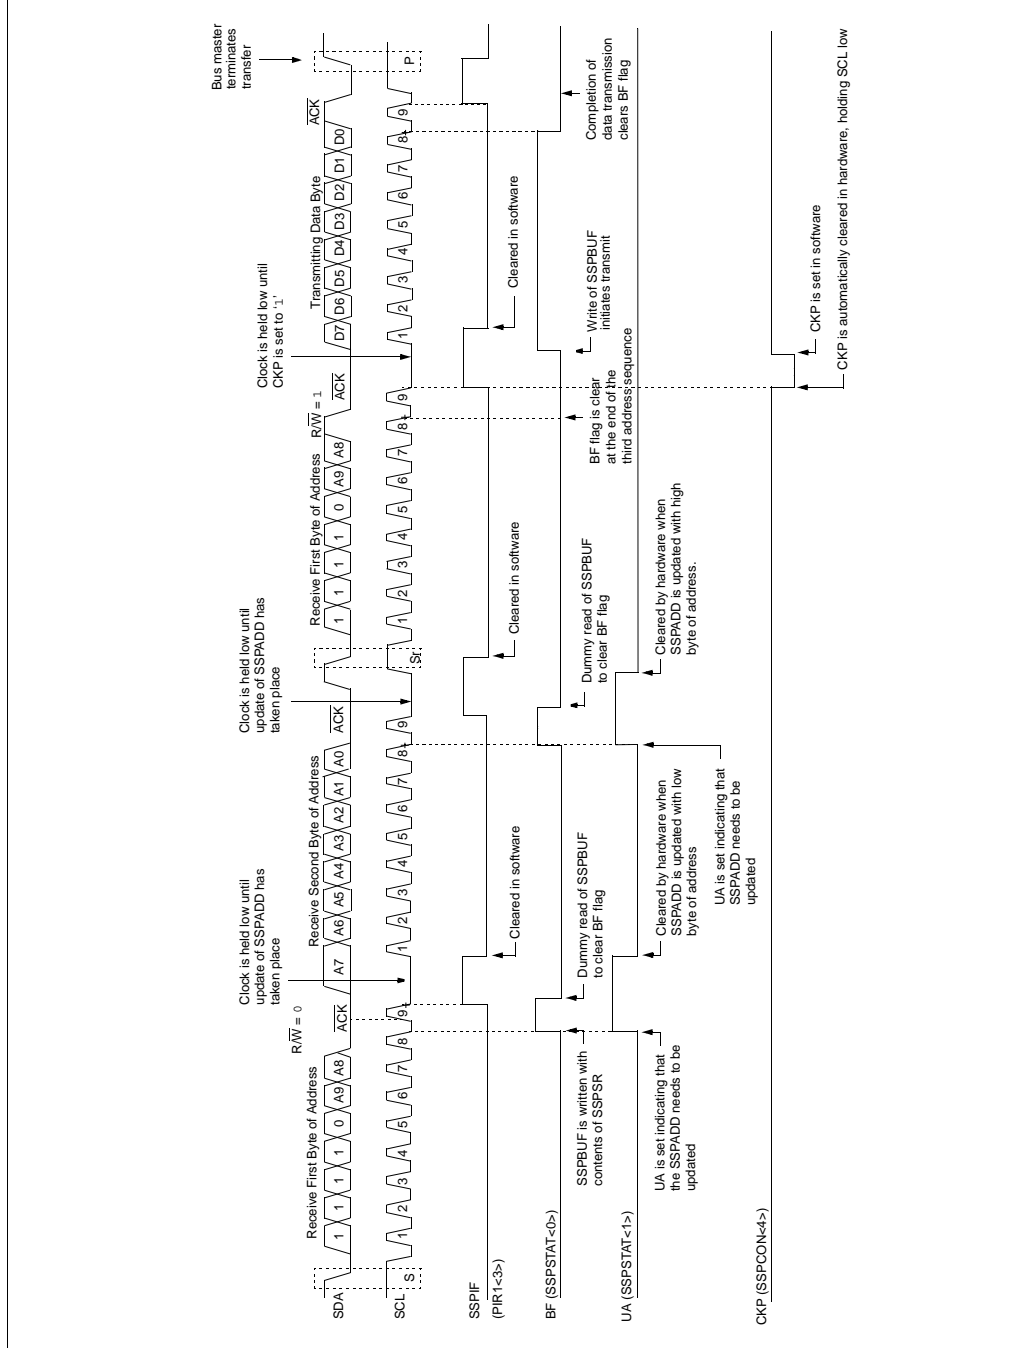 Bus master
terminates
transfer
Clock is held low until
CKP is set to '1'
Clock is held low until
update of SSPADD has
taken place
Clock is held low until
update of SSPADD has
taken place
R/W = 0
SDA
Receive First Byte of Address
1 1 1 1 0 A9 A8
ACK
Receive Second Byte of Address
A7 A6 A5 A4 A3 A2 A1 A0
ACK
Receive First Byte of Address
1 1 1 1 0 A9 A8
R/W = 1
ACK
Transmitting Data Byte
D7 D6 D5 D4 D3 D2 D1 D0
ACK
SCL
S 1 2 3 4 5 6 7 8 9 1 2 3 4 5 6 7 8 9 Sr 1 2 3 4 5 6 7 8 9 1 2 3 4 5 6 7 8 9 P
SSPIF
(PIR1<3>)
Cleared in software
Cleared in software
Cleared in software
BF (SSPSTAT<0>)
SSPBUF is written with
contents of SSPSR
Dummy read of SSPBUF
to clear BF flag
Dummy read of SSPBUF
to clear BF flag
BF flag is clear
at the end of the
third address sequence
Write of SSPBUF
initiates transmit
Completion of
data transmission
clears BF flag
UA (SSPSTAT<1>)
UA is set indicating that
the SSPADD needs to be
updated
Cleared by hardware when
SSPADD is updated with low
byte of address
UA is set indicating that
SSPADD needs to be
updated
Cleared by hardware when
SSPADD is updated with high
byte of address.
CKP (SSPCON<4>)
CKP is set in software
CKP is automatically cleared in hardware, holding SCL low